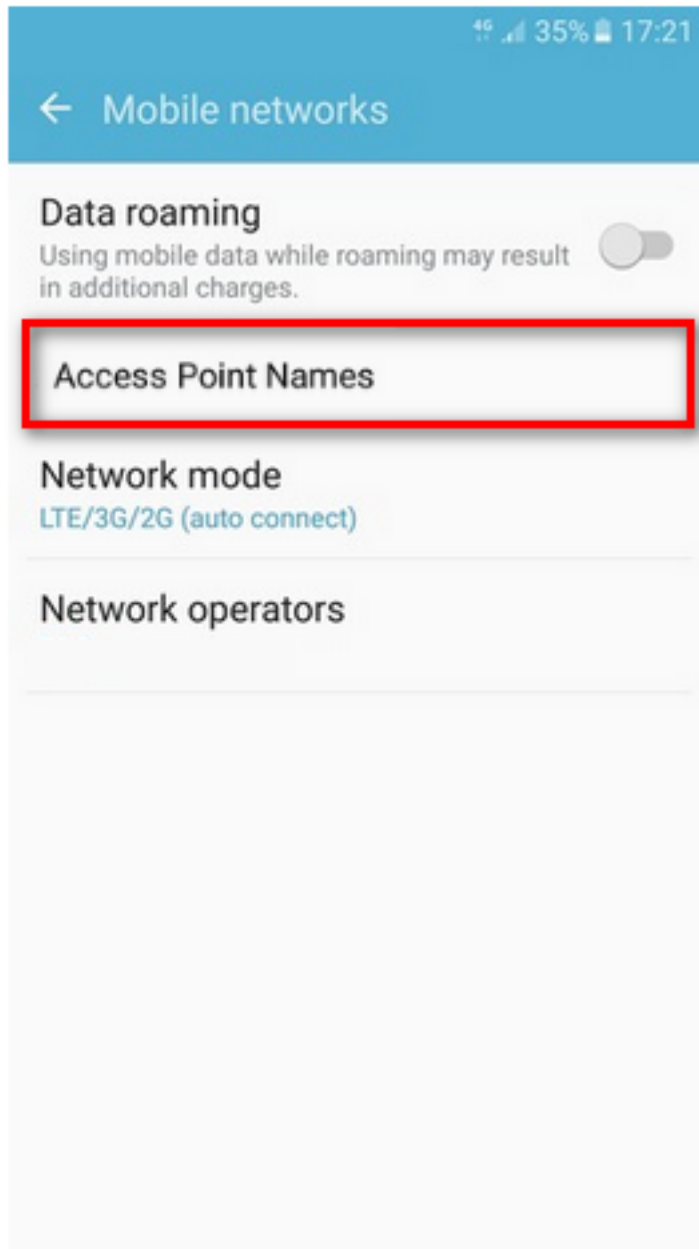 4G 35% 17:21
Mobile networks
Data roaming
Using mobile data while roaming may result
in additional charges.
Access Point Names
Network mode
LTE/3G/2G (auto connect)
Network operators